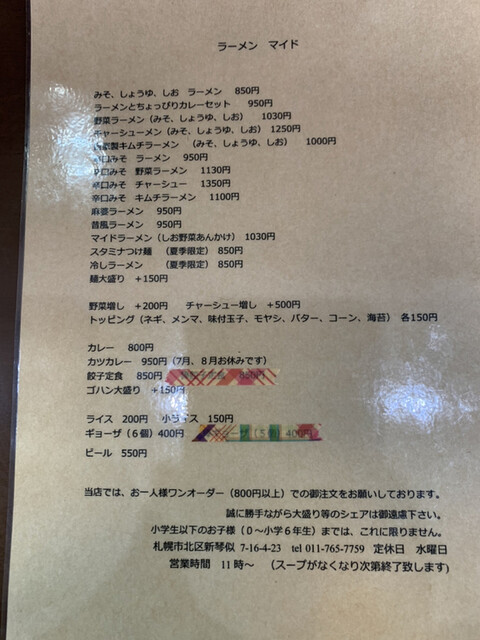 ラーメン マイド
みそ、しょうゆ、しお ラーメン 850円
ラーメンとちょっぴりカレーセット 950円
野菜ラーメン（みそ、しょうゆ、しお） 1030円
チャーシューメン（みそ、しょうゆ、しお） 1250円
製キムチラーメン （みそ、しょうゆ、しお） 1000円
辛口みそ ラーメン 950円
辛口みそ 野菜ラーメン 1130円
辛口みそ チャーシュー 1350円
辛口みそ キムチラーメン 1100円
麻婆ラーメン 950円
昔風ラーメン 950円
マイドラーメン（しお野菜あんかけ） 1030円
スタミナつけ麺 （夏季限定） 850円
冷しラーメン （夏季限定） 850円
麺大盛り +150円
野菜増し +200円 チャーシュー増し +500円
トッピング（ネギ、メンマ、味付玉子、モヤシ、バター、コーン、海苔） 各150円
カレー 800円
カツカレー 950円（7月、８月お休みです）
餃子定食 850円 850円
ゴハン大盛り +150円
ライス 200円 小ライス 150円
ギョーザ（６個）400円 ギョーザ（５個）400円
ビール 550円
当店では、お一人様ワンオーダー（800円以上）での御注文をお願いしております。
誠に勝手ながら大盛り等のシェアは御遠慮下さい。
小学生以下のお子様（０～小学６年生）までは、これに限りません。
札幌市北区新琴似 7-16-4-23 tel 011-765-7759 定休日 水曜日
営業時間 11時～ （スープがなくなり次第終了致します）